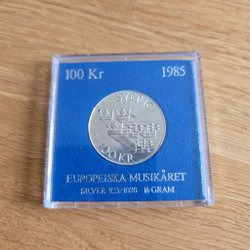 100 Kr 1985
SVERIGE
100 KR
EUROPEISKA MUSIKÅRET
SILVER 925/1000 16 GRAM